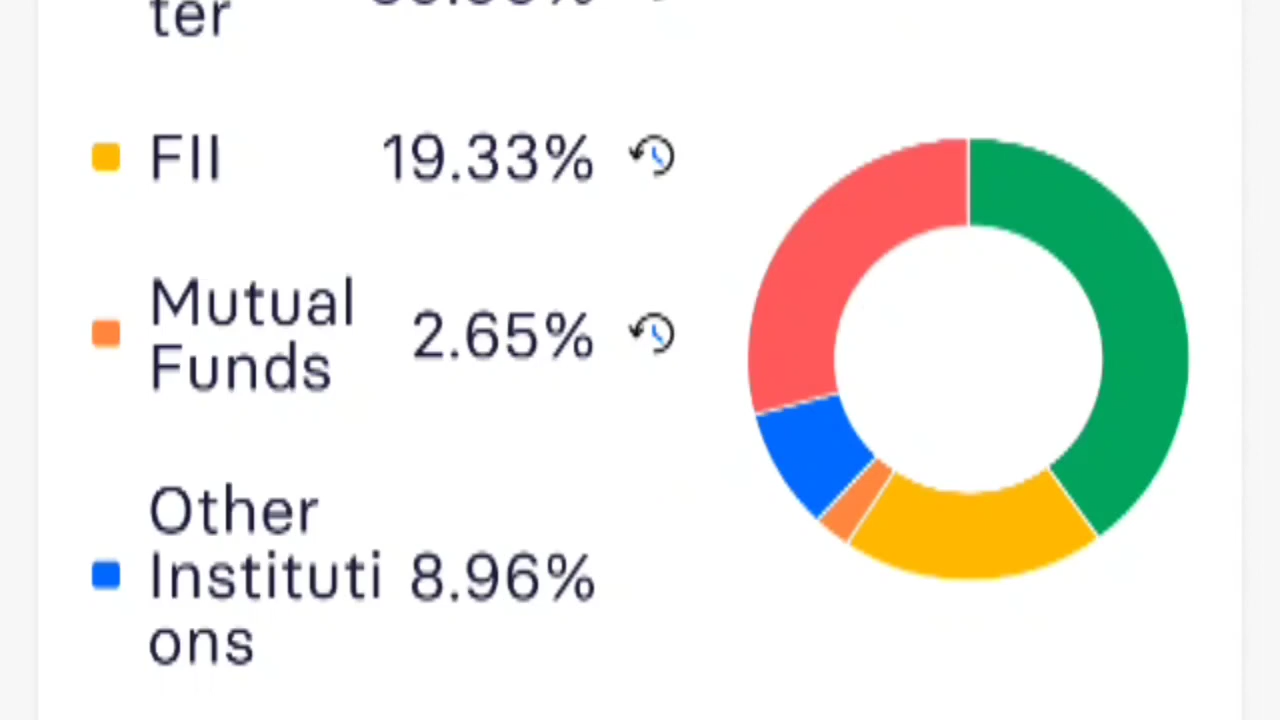 ter
FII 19.33%
Mutual
Funds 2.65%
Other
Instituti 8.96%
ons